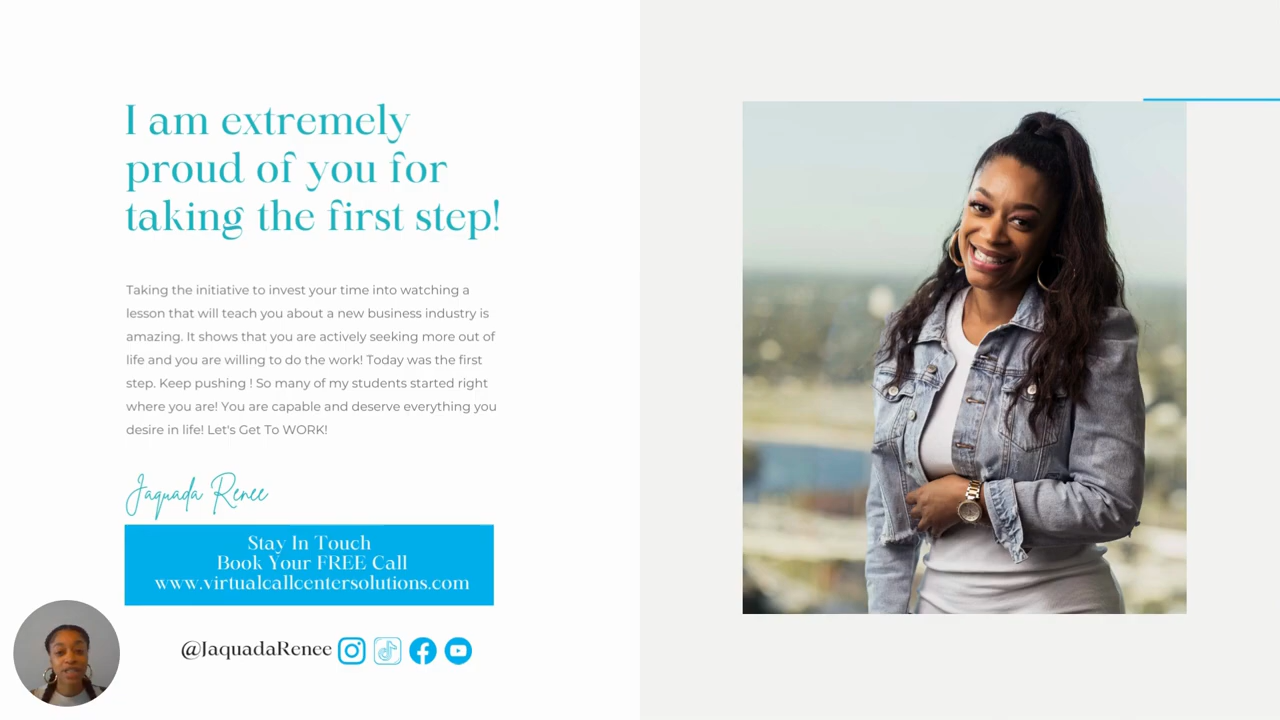 I am extremely
proud of you for
taking the first step!
Taking the initiative to invest your time into watching a
lesson that will teach you about a new business industry is
amazing. It shows that you are actively seeking more out of
life and you are willing to do the work! Today was the first
step. Keep pushing ! So many of my students started right
where you are! You are capable and deserve everything you
desire in life! Let's Get To WORK!
Jaquada Renee
Stay In Touch
Book Your FREE Call
www.virtualcallcentersolutions.com
@JaquadaRenee